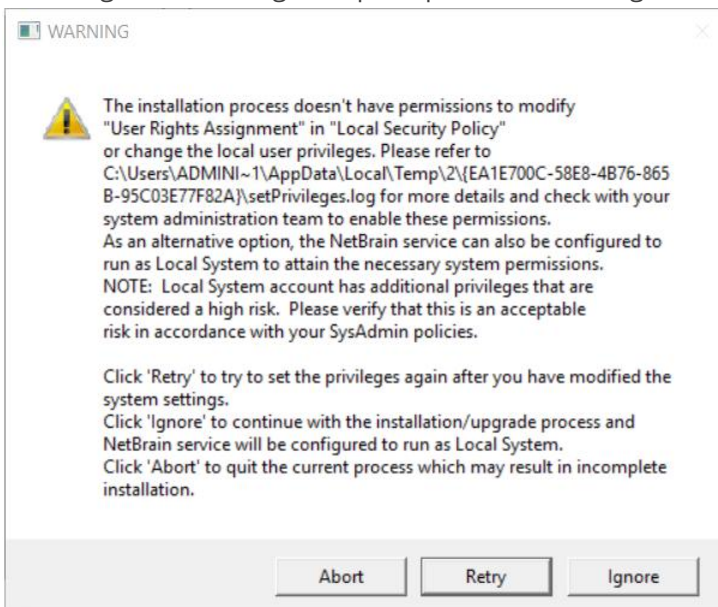 WARNING
The installation process doesn't have permissions to modify
"User Rights Assignment" in "Local Security Policy"
or change the local user privileges. Please refer to
C:\Users\ADMINI~1\AppData\Local\Temp\2\{EA1E700C-58E8-4B76-865
B-95C03E77F82A}\setPrivileges.log for more details and check with your
system administration team to enable these permissions.
As an alternative option, the NetBrain service can also be configured to
run as Local System to attain the necessary system permissions.
NOTE:  Local System account has additional privileges that are
considered a high risk.  Please verify that this is an acceptable
risk in accordance with your SysAdmin policies.
Click 'Retry' to try to set the privileges again after you have modified the
system settings.
Click 'Ignore' to continue with the installation/upgrade process and
NetBrain service will be configured to run as Local System.
Click 'Abort' to quit the current process which may result in incomplete
installation.
Abort Retry Ignore